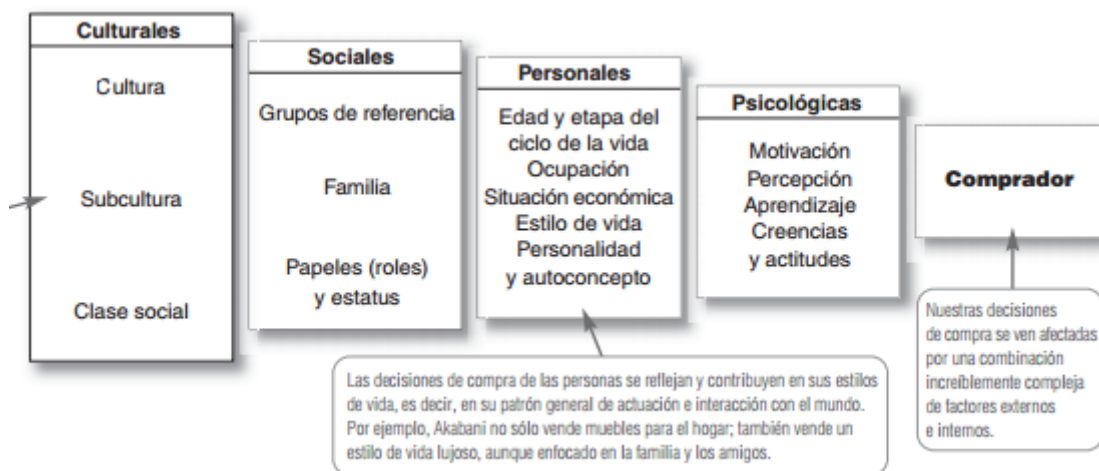 Culturales
Cultura
Subcultura
Clase social
Sociales
Grupos de referencia
Familia
Papeles (roles)
y estatus
Personales
Edad y etapa del
ciclo de la vida
Ocupación
Situación económica
Estilo de vida
Personalidad
y autoconcepto
Psicológicas
Motivación
Percepción
Aprendizaje
Creencias
y actitudes
Comprador
Las decisiones de compra de las personas se reflejan y contribuyen en sus estilos
de vida, es decir, en su patrón general de actuación e interacción con el mundo.
Por ejemplo, Akabani no sólo vende muebles para el hogar; también vende un
estilo de vida lujoso, aunque enfocado en la familia y los amigos.
Nuestras decisiones
de compra se ven afectadas
por una combinación
increíblemente compleja
de factores externos
e internos.